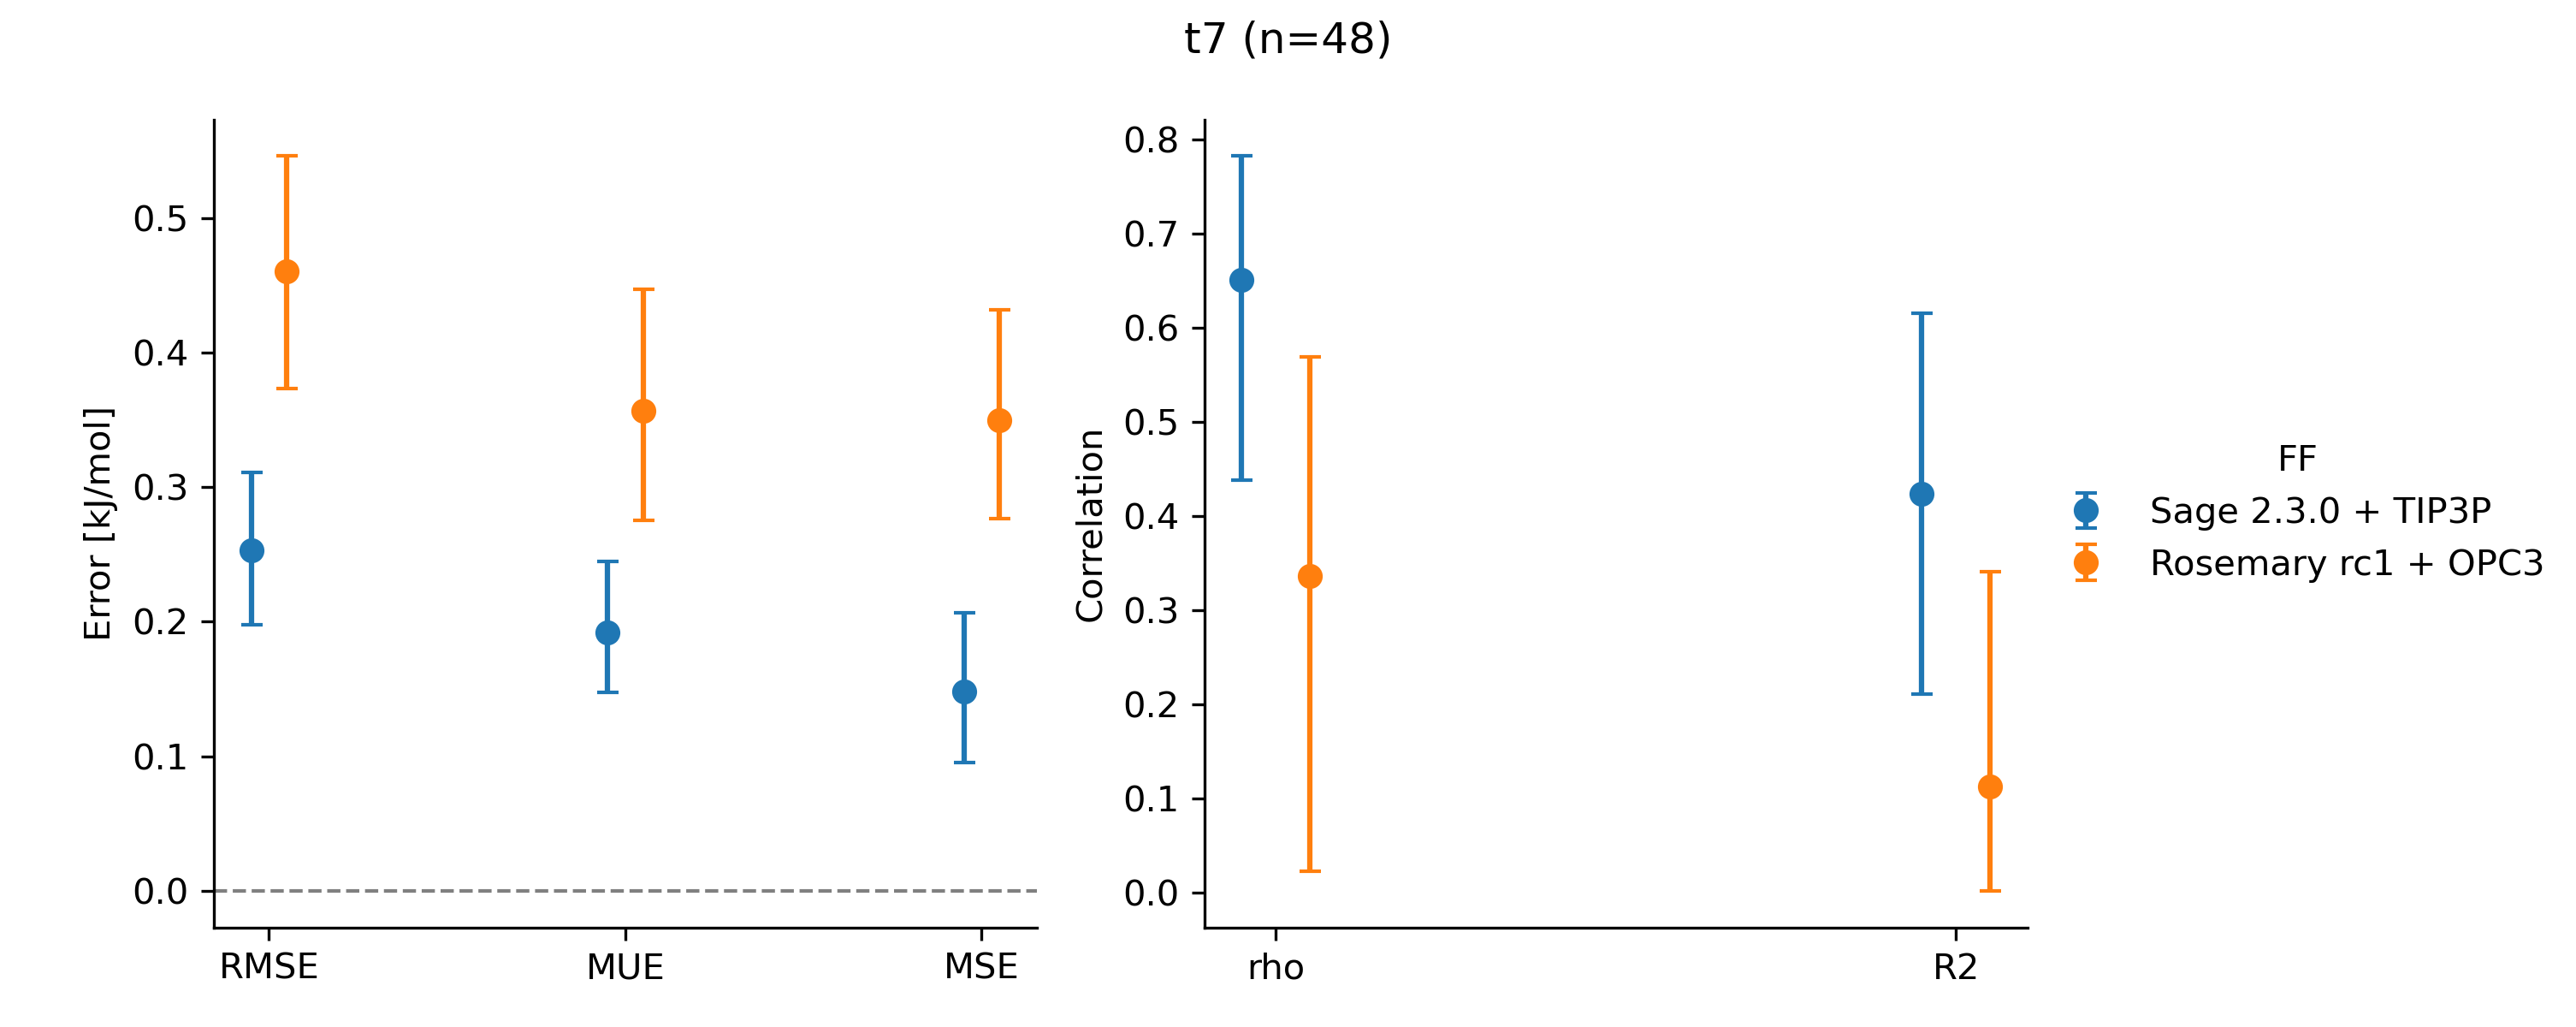 t7 (n=48)
Error [kJ/mol]
0.5
0.4
0.3
0.2
0.1
0.0
RMSE
MUE
MSE
Correlation
0.8
0.7
0.6
0.5
0.4
0.3
0.2
0.1
0.0
rho
R2
FF
Sage 2.3.0 + TIP3P
Rosemary rc1 + OPC3